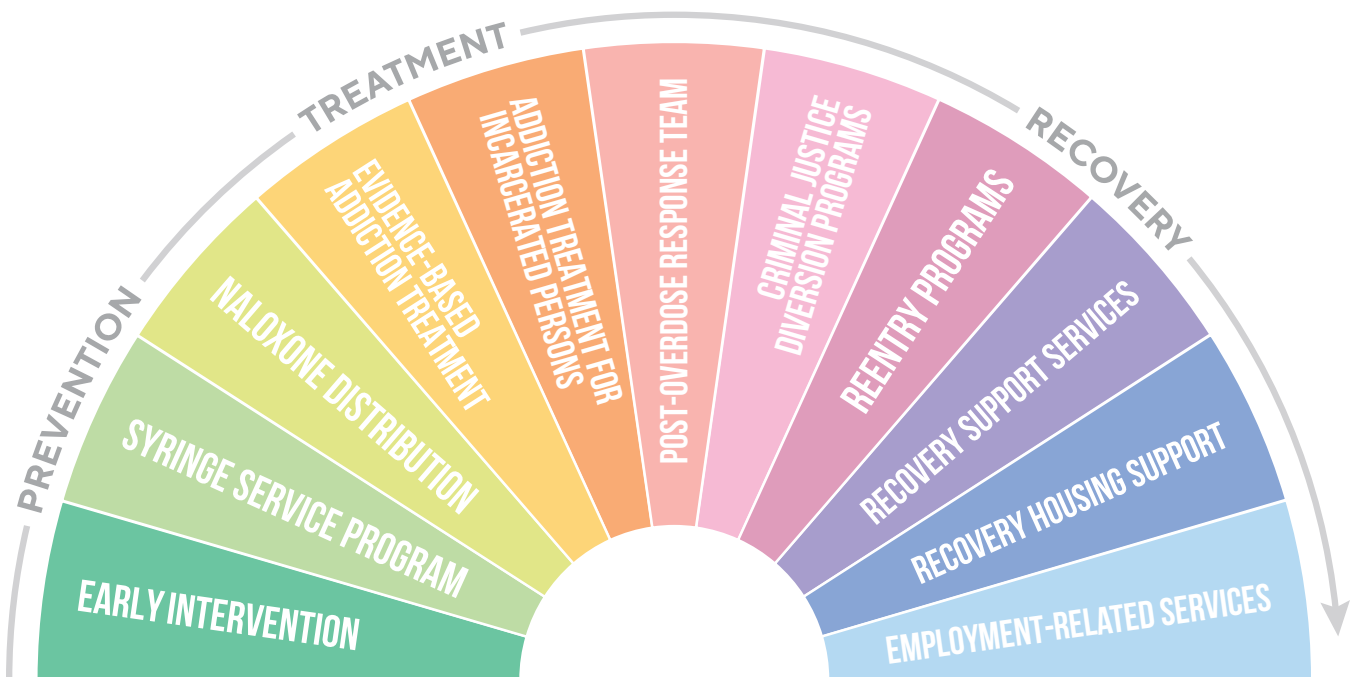 PREVENTION
TREATMENT
RECOVERY
EARLY INTERVENTION
SYRINGE SERVICE PROGRAM
NALOXONE DISTRIBUTION
EVIDENCE-BASED
ADDICTION TREATMENT
ADDICTION TREATMENT FOR
INCARCERATED PERSONS
POST-OVERDOSE RESPONSE TEAM
CRIMINAL JUSTICE
DIVERSION PROGRAMS
REENTRY PROGRAMS
RECOVERY SUPPORT SERVICES
RECOVERY HOUSING SUPPORT
EMPLOYMENT-RELATED SERVICES